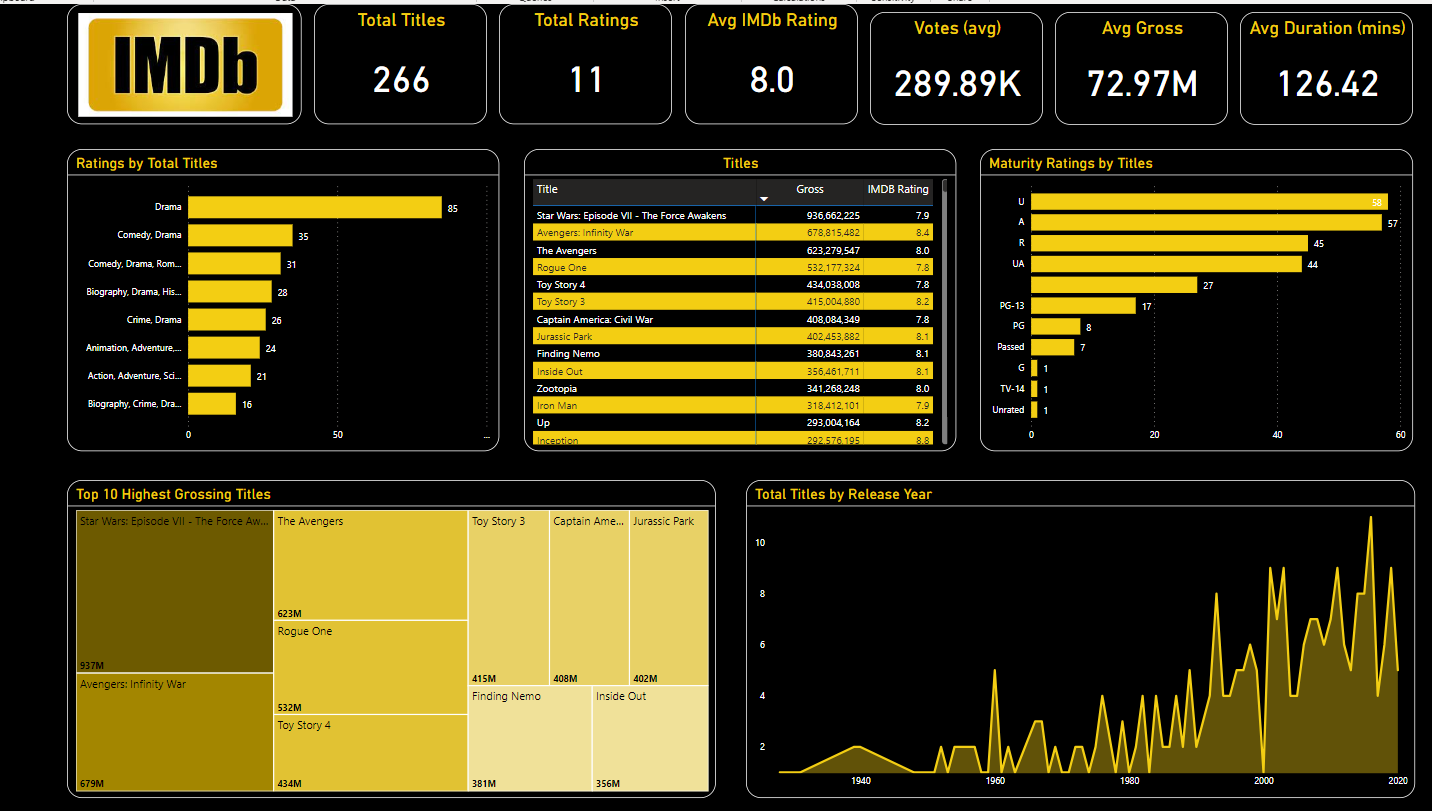 IMDb
Total Titles
266
Total Ratings
11
Avg IMDb Rating
8.0
Votes (avg)
289.89K
Avg Gross
72.97M
Avg Duration (mins)
126.42
Ratings by Total Titles
Drama 85
Comedy, Drama 35
Comedy, Drama, Rom... 31
Biography, Drama, His... 28
Crime, Drama 26
Animation, Adventure,... 24
Action, Adventure, Sci... 21
Biography, Crime, Dra... 16
0 50 ...
Titles
Title Gross IMDB Rating
Star Wars: Episode VII - The Force Awakens 936,662,225 7.9
Avengers: Infinity War 678,815,482 8.4
The Avengers 623,279,547 8.0
Rogue One 532,177,324 7.8
Toy Story 4 434,038,008 7.8
Toy Story 3 415,004,880 8.2
Captain America: Civil War 408,084,349 7.8
Jurassic Park 402,453,882 8.1
Finding Nemo 380,843,261 8.1
Inside Out 356,461,711 8.1
Zootopia 341,268,248 8.0
Iron Man 318,412,101 7.9
Up 293,004,164 8.2
Inception 292,576,195 8.8
Maturity Ratings by Titles
U 58
A 57
R 45
UA 44
27
PG-13 17
PG 8
Passed 7
G 1
TV-14 1
Unrated 1
0 20 40 60
Top 10 Highest Grossing Titles
Star Wars: Episode VII - The Force Aw...
937M
Avengers: Infinity War
679M
The Avengers
623M
Rogue One
532M
Toy Story 4
434M
Toy Story 3
415M
Captain Ame...
408M
Jurassic Park
402M
Finding Nemo
381M
Inside Out
356M
Total Titles by Release Year
10
8
6
4
2
1940 1960 1980 2000 2020